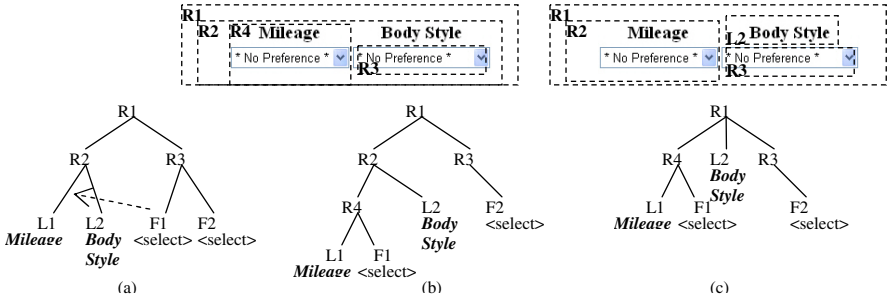 R1
R2 R4 Mileage Body Style
* No Preference * * No Preference *
R3
R1
R2 Mileage L2 Body Style
* No Preference * * No Preference *
R3
R1
R2 R3
L1 L2 F1 F2
Mileage Body Style <select> <select>
(a)
R1
R2 R3
R4 L2 F2
Body Style <select>
L1 F1
Mileage <select>
(b)
R1
R4 L2 R3
Body Style
L1 F1 F2
Mileage <select> <select>
(c)